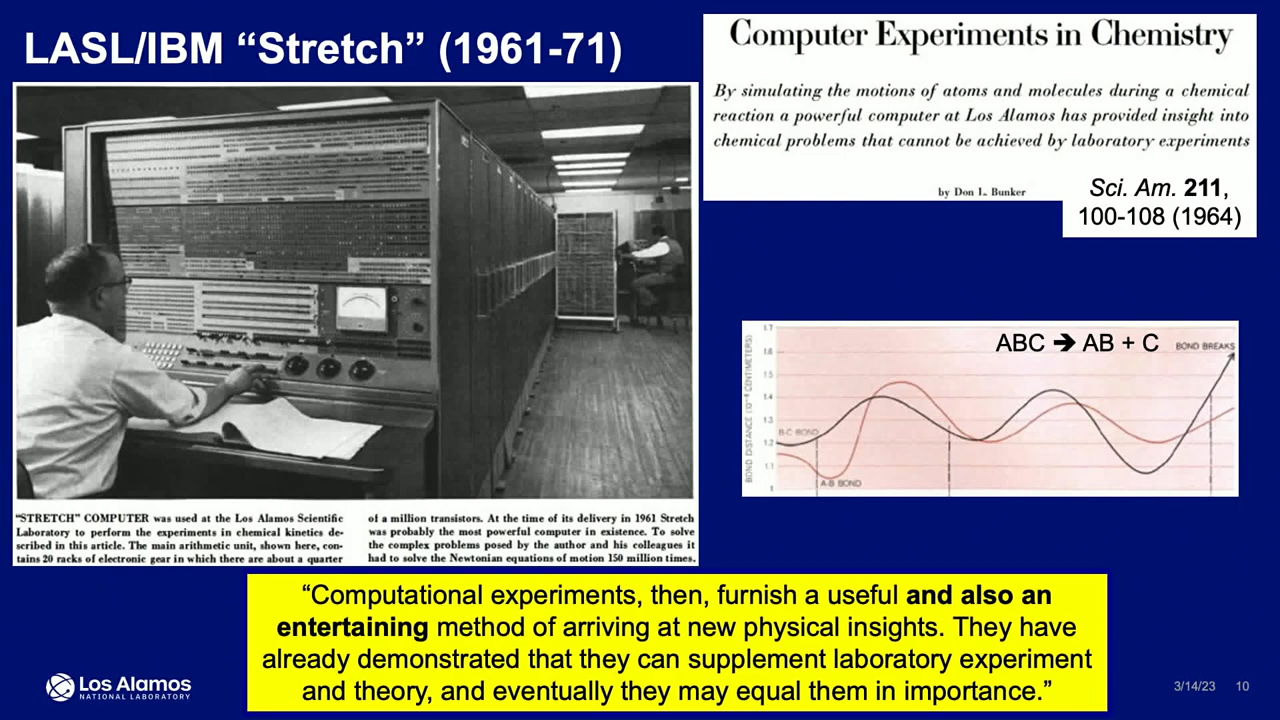 LASL/IBM “Stretch” (1961-71)
“STRETCH” COMPUTER was used at the Los Alamos Scientific
Laboratory to perform the experiments in chemical kinetics de-
scribed in this article. The main arithmetic unit, shown here, con-
tains 20 racks of electronic gear in which there are about a quarter
of a million transistors. At the time of its delivery in 1961 Stretch
was probably the most powerful computer in existence. To solve
the complex problems posed by the author and his colleagues it
had to solve the Newtonian equations of motion 150 million times.
Computer Experiments in Chemistry
By simulating the motions of atoms and molecules during a chemical
reaction a powerful computer at Los Alamos has provided insight into
chemical problems that cannot be achieved by laboratory experiments
by Don L. Bunker
Sci. Am. 211,
100-108 (1964)
ABC ➔ AB + C
BOND BREAKS
BOND DISTANCE (10⁻⁸ CENTIMETERS)
1.7
1.6
1.5
1.4
1.3
1.2
1.1
1
B-C BOND
A-B BOND
“Computational experiments, then, furnish a useful and also an
entertaining method of arriving at new physical insights. They have
already demonstrated that they can supplement laboratory experiment
and theory, and eventually they may equal them in importance.”
Los Alamos
NATIONAL LABORATORY
3/14/23 10